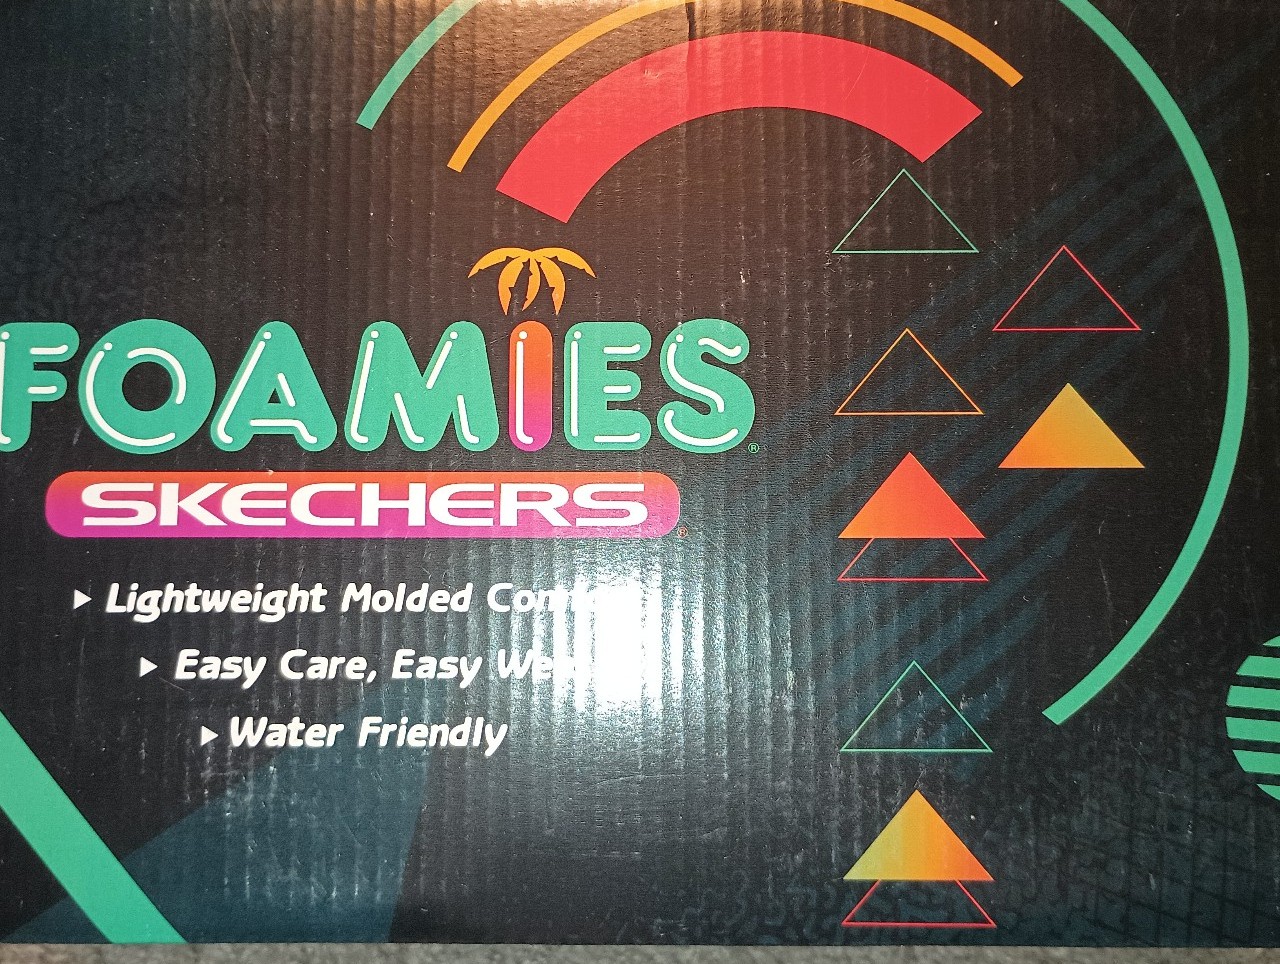 FOAMIES®
SKECHERS®
▸ Lightweight Molded
▸ Easy Care, Easy
▸ Water Friendly